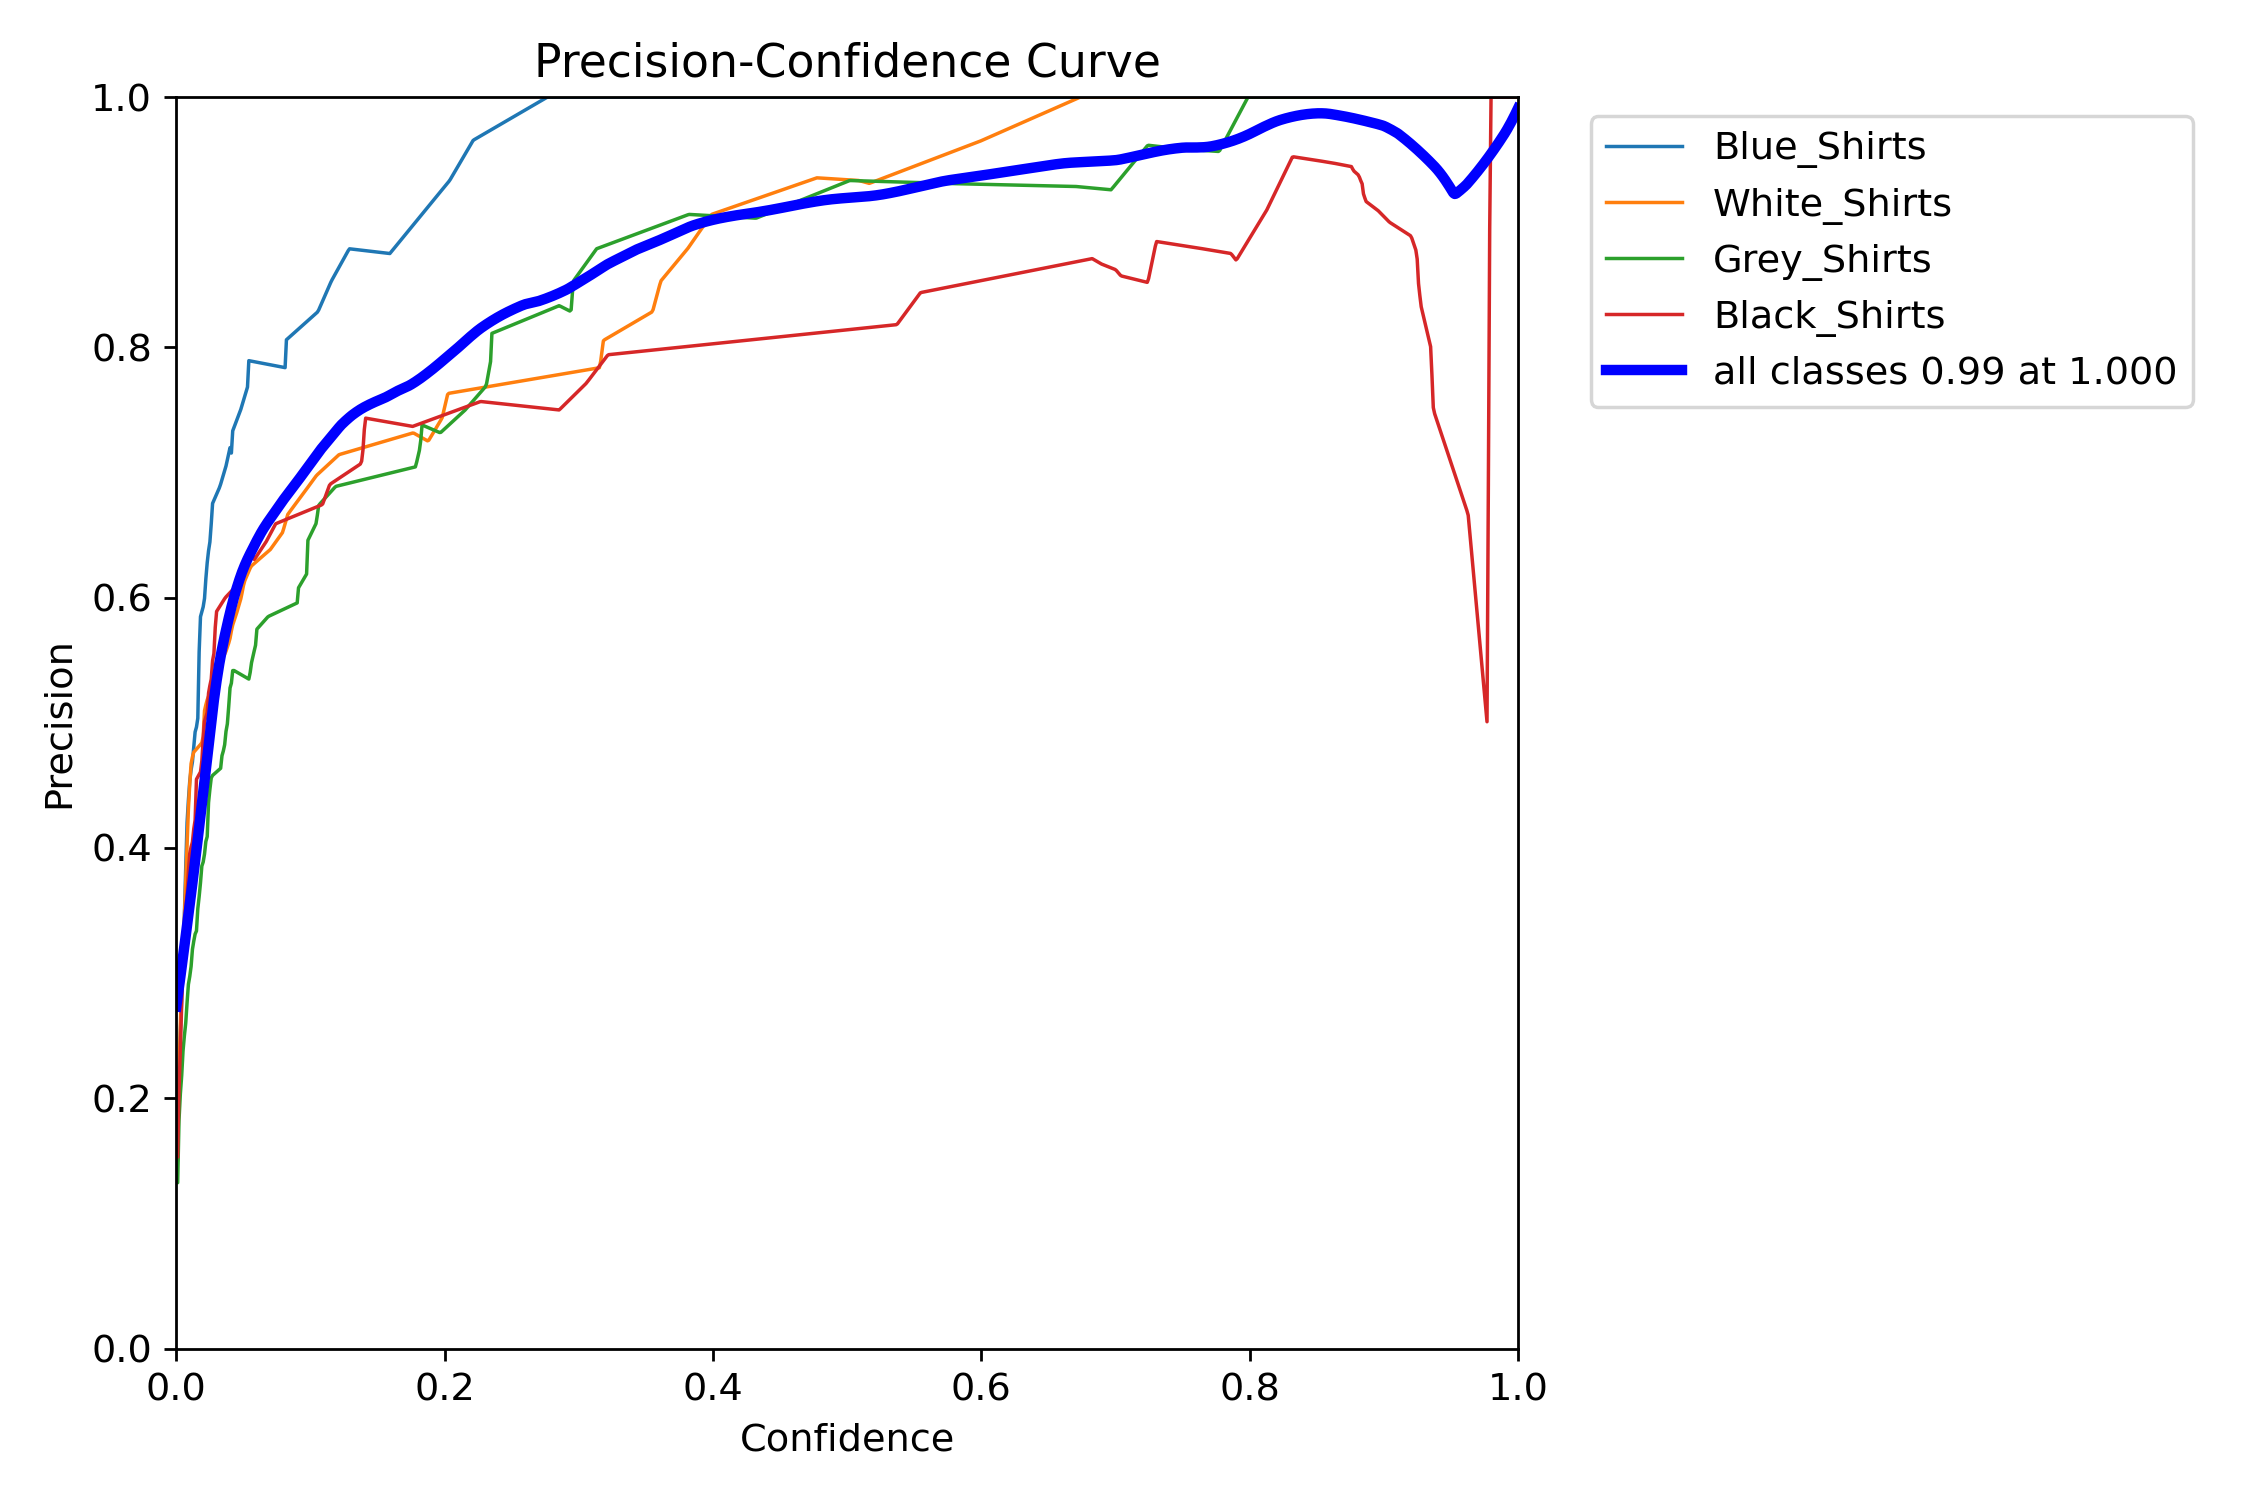 Precision-Confidence Curve
1.0
0.8
0.6
0.4
0.2
0.0
Precision
0.0 0.2 0.4 0.6 0.8 1.0
Confidence
Blue_Shirts
White_Shirts
Grey_Shirts
Black_Shirts
all classes 0.99 at 1.000